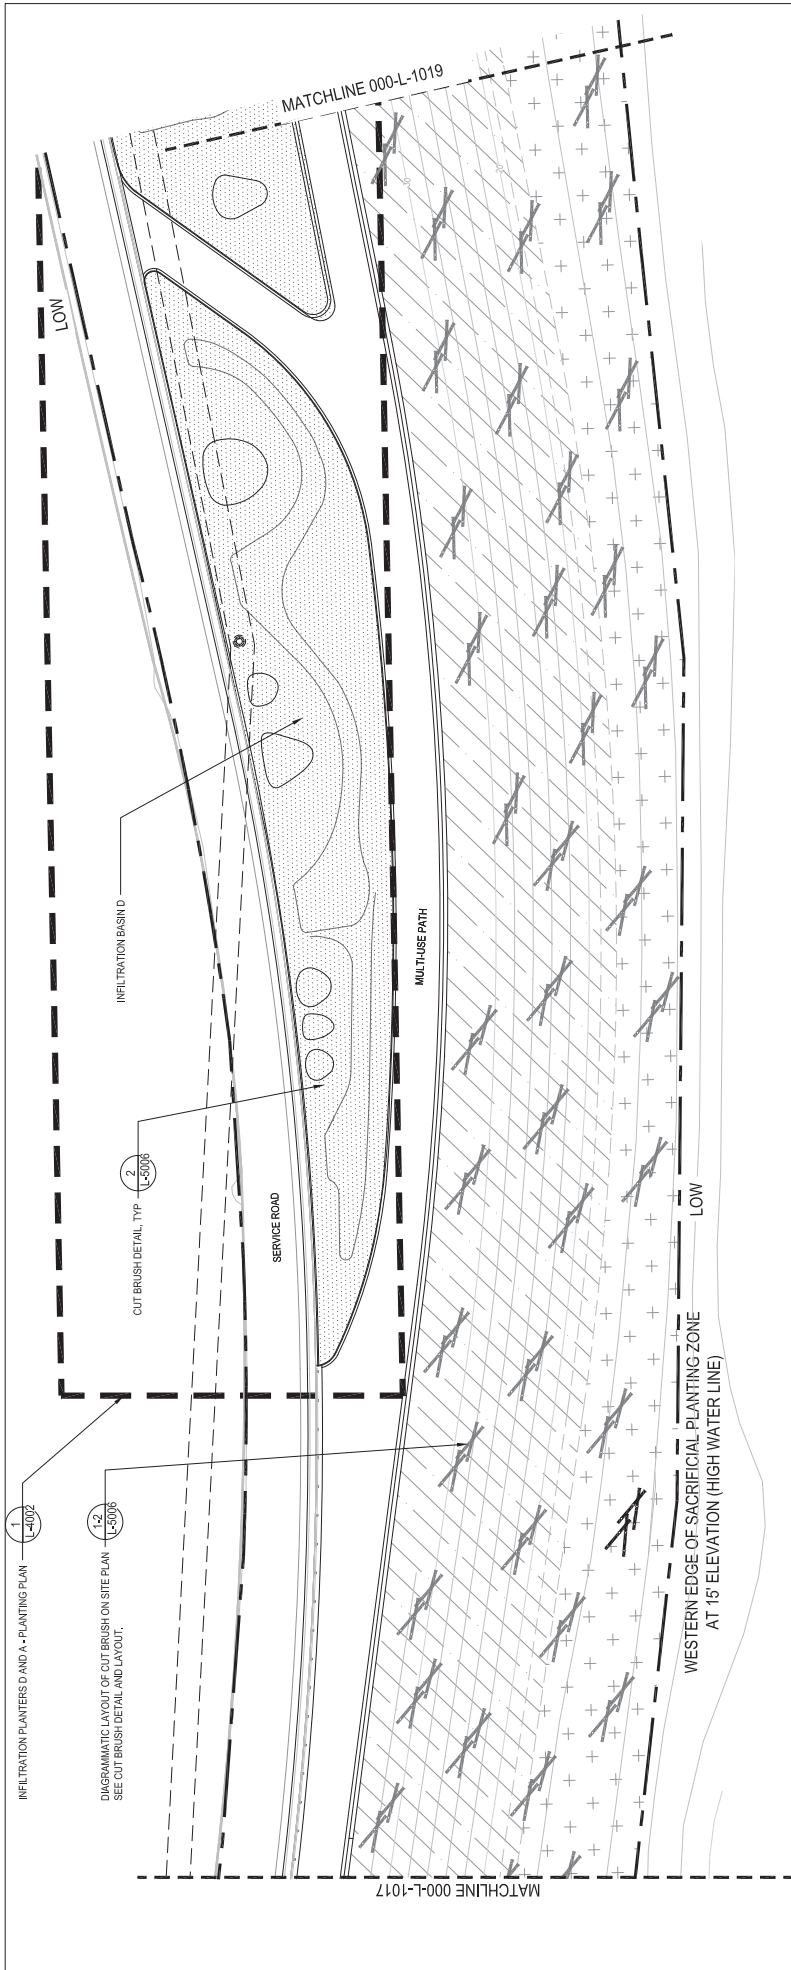 MATCHLINE 000-L-1019
LOW
INFILTRATION BASIN D
MULTI-USE PATH
2
L-5006
CUT BRUSH DETAIL, TYP
SERVICE ROAD
LOW
WESTERN EDGE OF SACRIFICIAL PLANTING ZONE
AT 15' ELEVATION (HIGH WATER LINE)
1
L-4002
INFILTRATION PLANTERS D AND A - PLANTING PLAN
1-2
L-5006
DIAGRAMMATIC LAYOUT OF CUT BRUSH ON SITE PLAN
SEE CUT BRUSH DETAIL AND LAYOUT.
MATCHLINE 000-L-1017